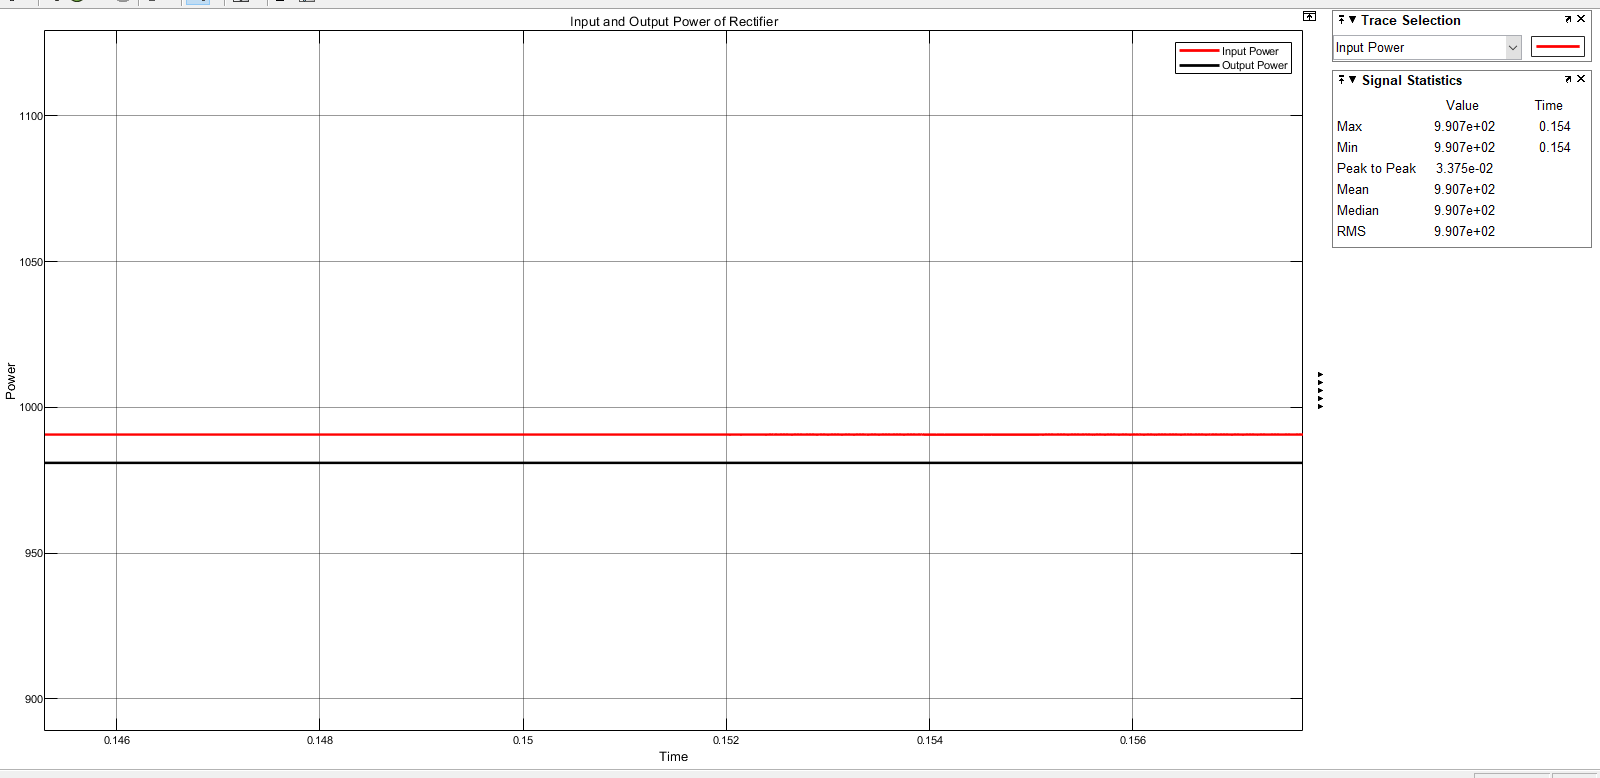 Input and Output Power of Rectifier
Input Power
Output Power
1100
1050
1000
950
900
Power
0.146
0.148
0.15
0.152
0.154
0.156
Time
Trace Selection
Input Power
Signal Statistics
Value Time
Max 9.907e+02 0.154
Min 9.907e+02 0.154
Peak to Peak 3.375e-02
Mean 9.907e+02
Median 9.907e+02
RMS 9.907e+02